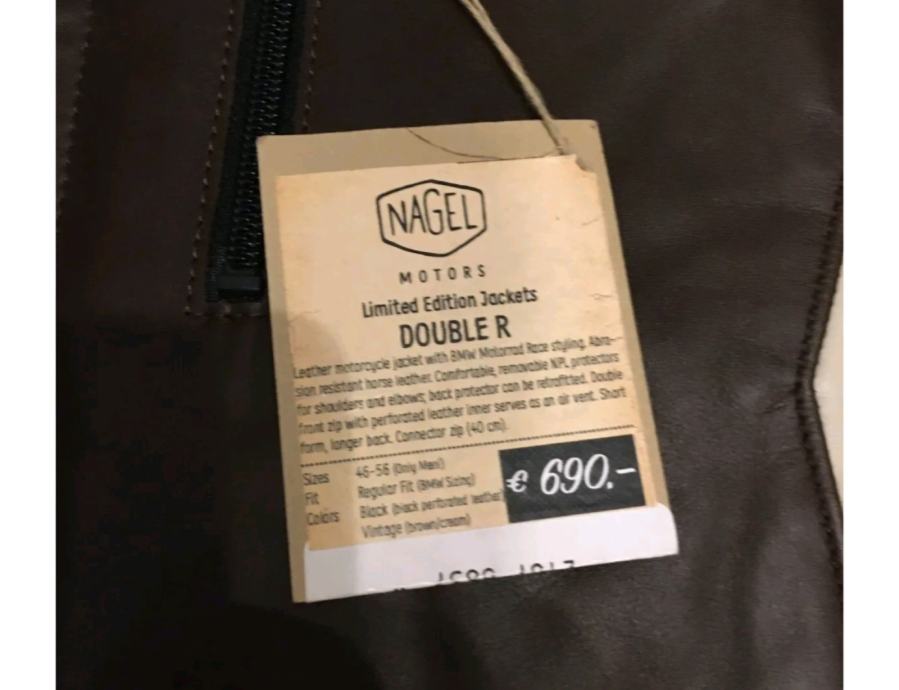 NAGEL
MOTORS
Limited Edition Jackets
DOUBLE R
Leather motorcycle jacket with BMW Motorrad Race styling. Abra-
sion resistant horse leather. Comfortable, removable NPL protectors
for shoulders and elbows; back protector can be retrofitted. Double
front zip with perforated leather inner serves as an air vent. Short
form, longer back. Connector zip (40 cm).
Sizes 46-56 (Only Men!)
Fit Regular Fit (BMW Sizing)
Colors Black (black perforated leather)
Vintage (brown/cream)
€ 690.-